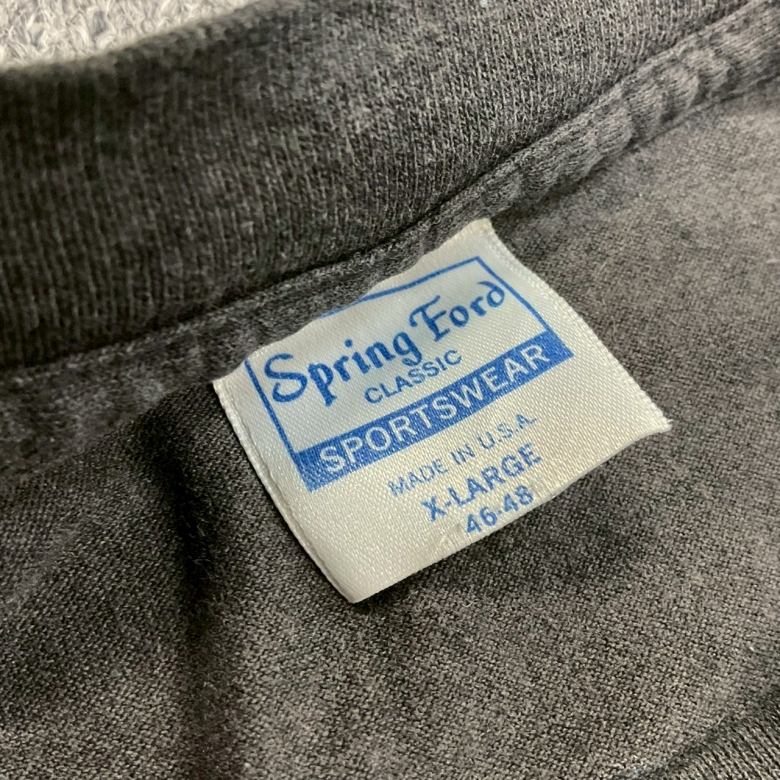 Spring Ford
CLASSIC
SPORTSWEAR
MADE IN U.S.A.
X-LARGE
46-48